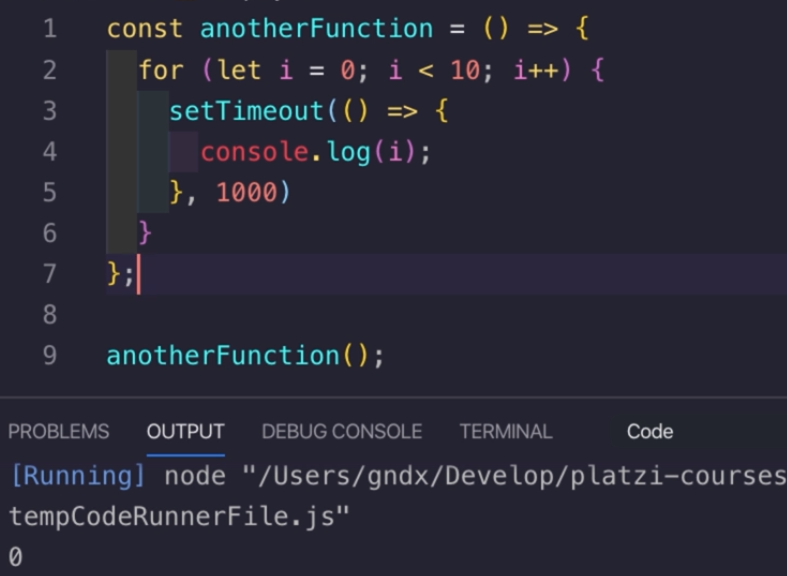 1 const anotherFunction = () => {
2 for (let i = 0; i < 10; i++) {
3 setTimeout(() => {
4 console.log(i);
5 }, 1000)
6 }
7 };
8
9 anotherFunction();
PROBLEMS OUTPUT DEBUG CONSOLE TERMINAL Code
[Running] node "/Users/gndx/Develop/platzi-courses
tempCodeRunnerFile.js"
0